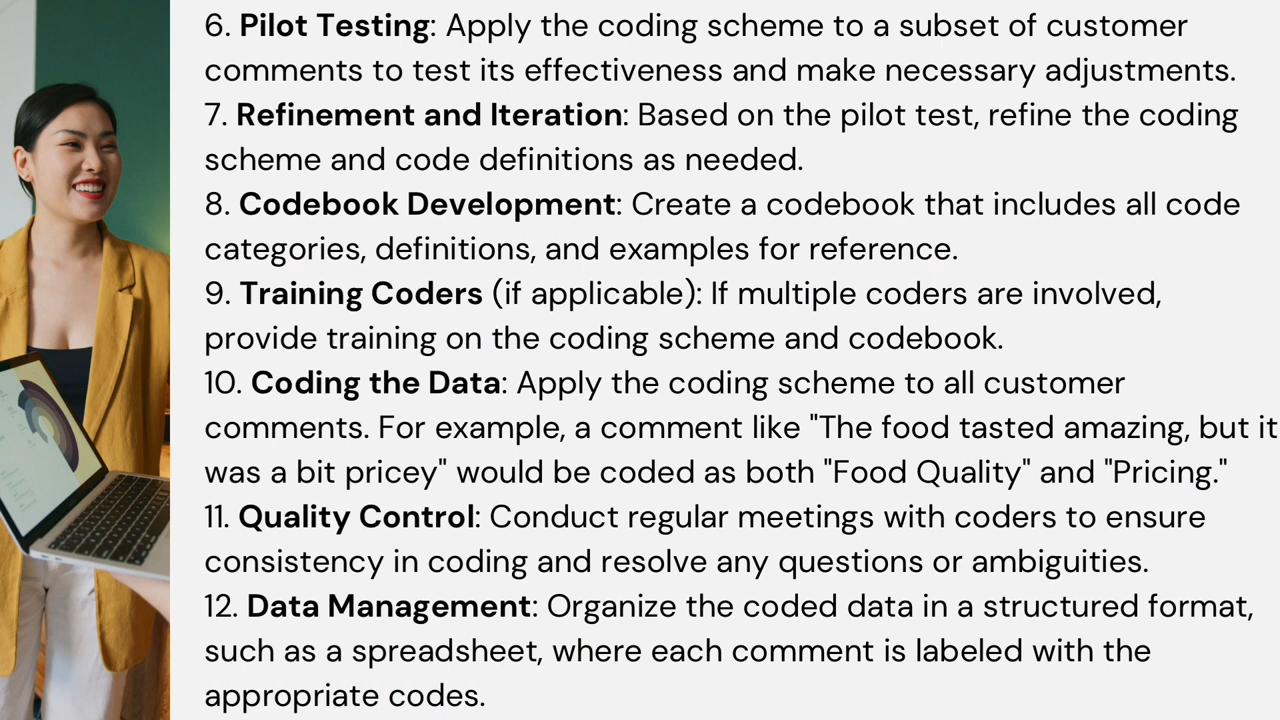 6. Pilot Testing: Apply the coding scheme to a subset of customer
comments to test its effectiveness and make necessary adjustments.
7. Refinement and Iteration: Based on the pilot test, refine the coding
scheme and code definitions as needed.
8. Codebook Development: Create a codebook that includes all code
categories, definitions, and examples for reference.
9. Training Coders (if applicable): If multiple coders are involved,
provide training on the coding scheme and codebook.
10. Coding the Data: Apply the coding scheme to all customer
comments. For example, a comment like "The food tasted amazing, but it
was a bit pricey" would be coded as both "Food Quality" and "Pricing."
11. Quality Control: Conduct regular meetings with coders to ensure
consistency in coding and resolve any questions or ambiguities.
12. Data Management: Organize the coded data in a structured format,
such as a spreadsheet, where each comment is labeled with the
appropriate codes.